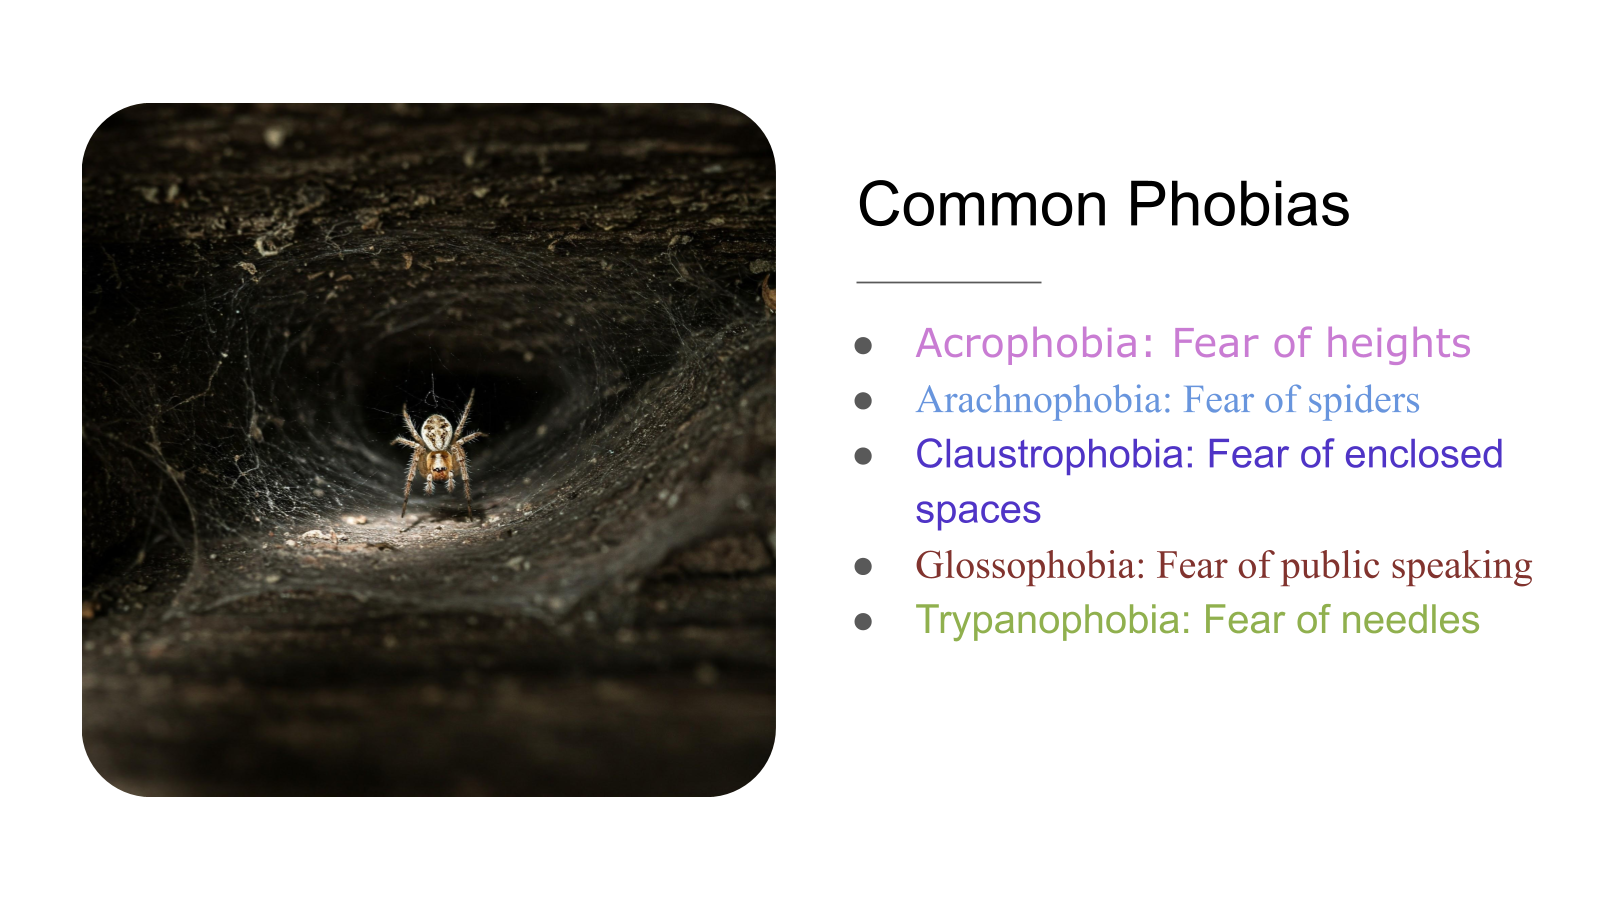 Common Phobias
● Acrophobia: Fear of heights
● Arachnophobia: Fear of spiders
● Claustrophobia: Fear of enclosed
spaces
● Glossophobia: Fear of public speaking
● Trypanophobia: Fear of needles